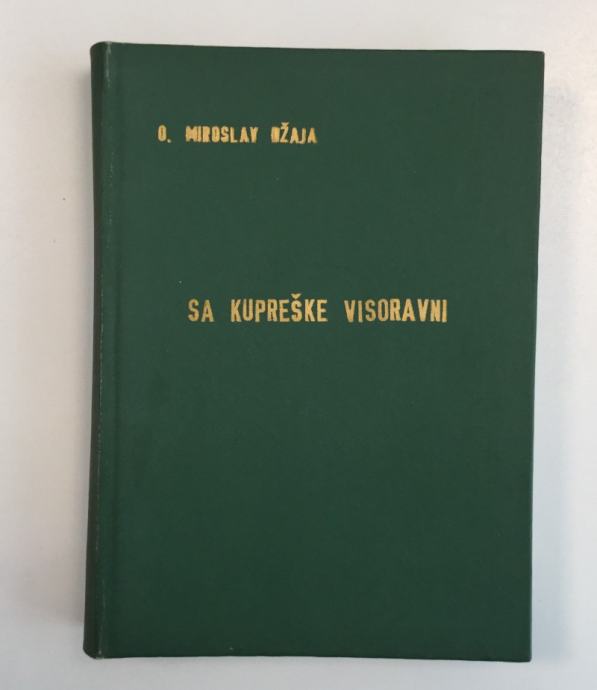 O. MIROSLAV DŽAJA
SA KUPREŠKE VISORAVNI